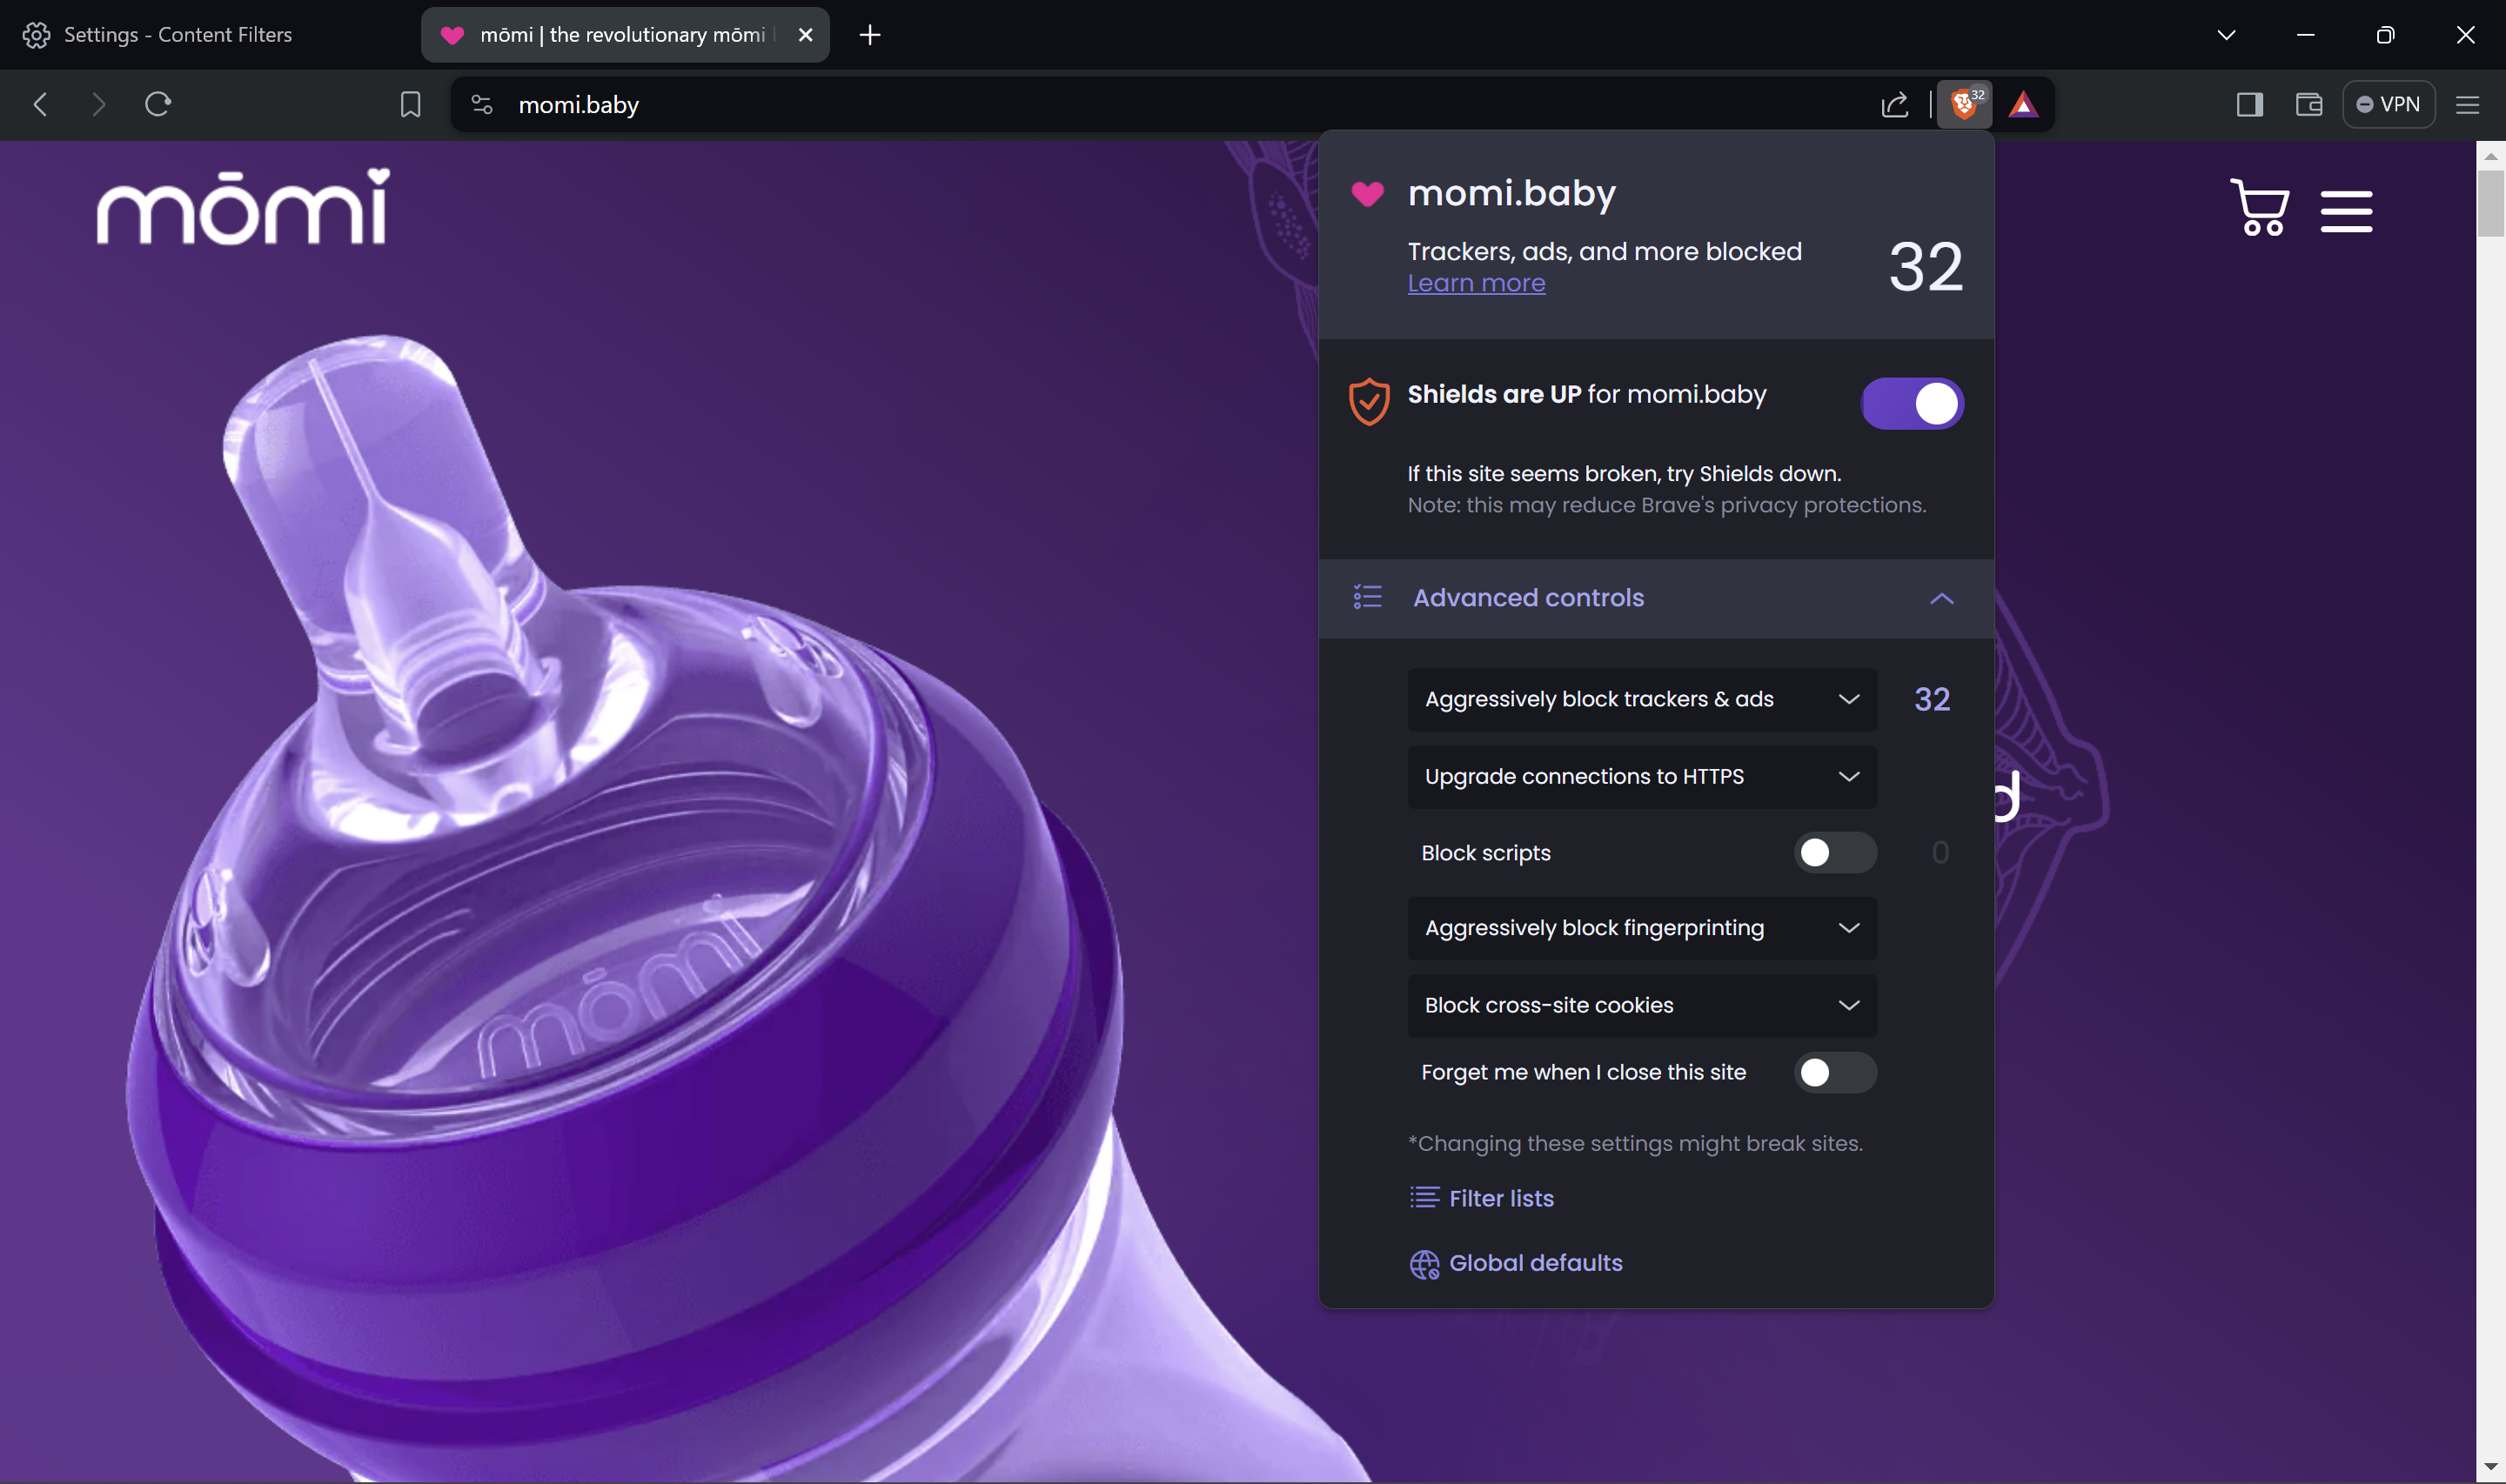 Settings - Content Filters
mōmi | the revolutionary mōmi
momi.baby
32
VPN
mōmi
momi.baby
Trackers, ads, and more blocked
Learn more
32
Shields are UP for momi.baby
If this site seems broken, try Shields down.
Note: this may reduce Brave's privacy protections.
Advanced controls
Aggressively block trackers & ads
32
Upgrade connections to HTTPS
Block scripts
0
Aggressively block fingerprinting
Block cross-site cookies
Forget me when I close this site
*Changing these settings might break sites.
Filter lists
Global defaults
d
mōmi